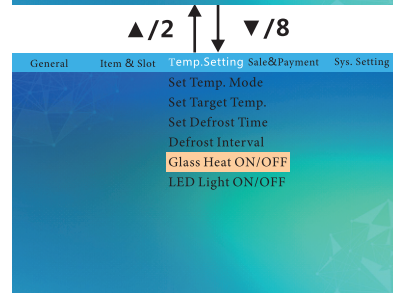 ▲/2 ▼/8
General Item & Slot Temp.Setting Sale&Payment Sys. Setting
Set Temp. Mode
Set Target Temp.
Set Defrost Time
Defrost Interval
Glass Heat ON/OFF
LED Light ON/OFF